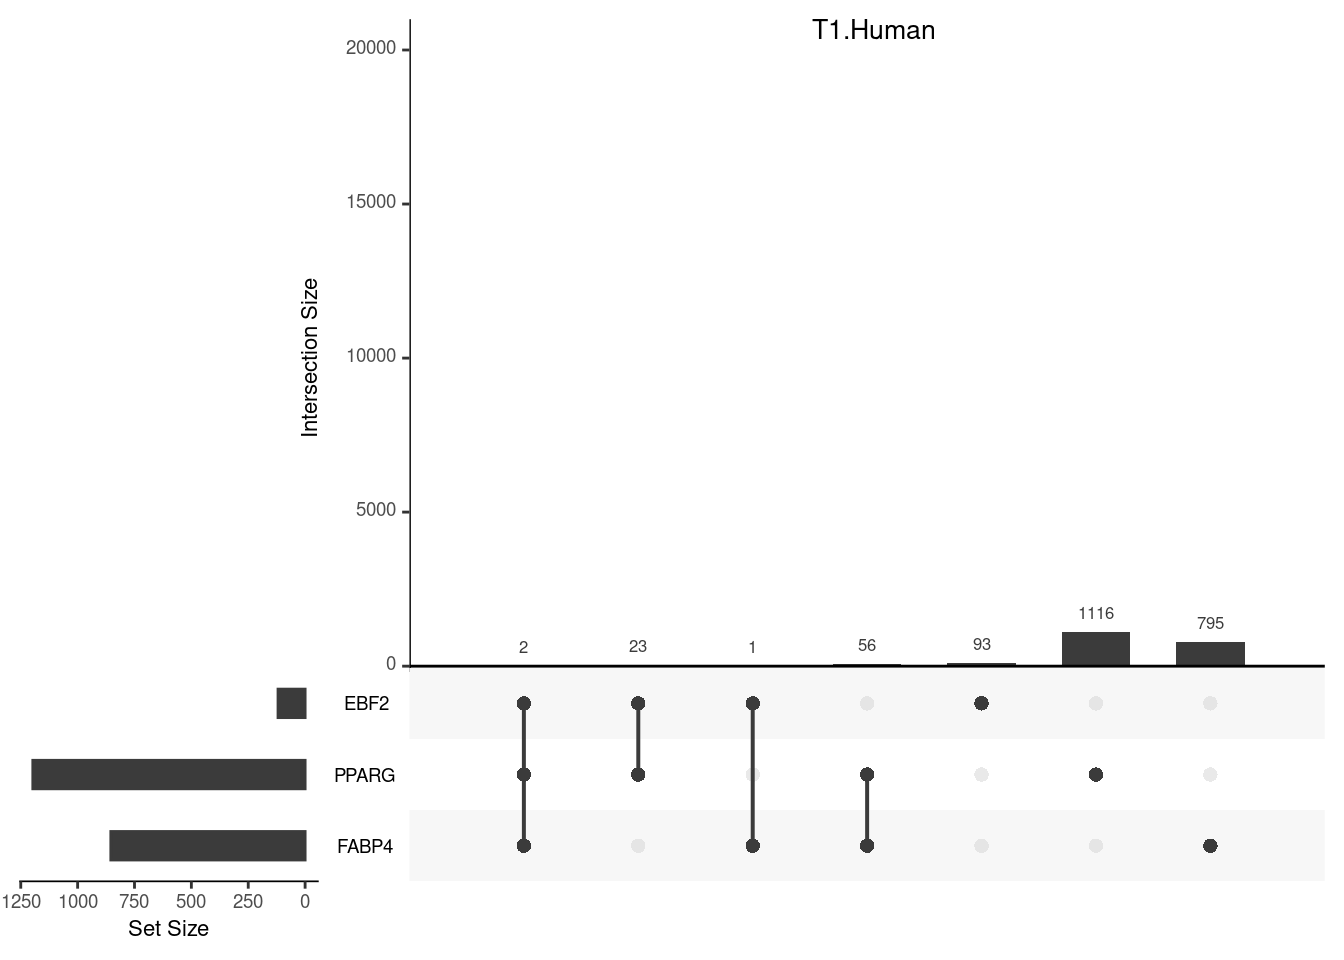 T1.Human
20000
15000
10000
5000
0
Intersection Size
2 23 1 56 93 1116 795
EBF2
PPARG
FABP4
1250 1000 750 500 250 0
Set Size